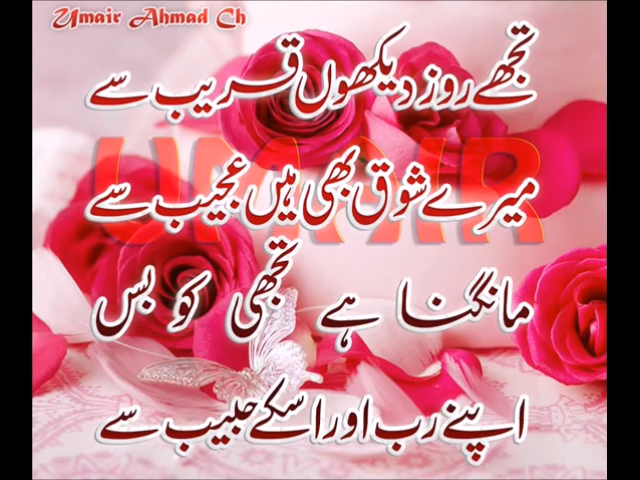 Umair Ahmad Ch
تجھے روز دیکھوں قریب سے
UMAIR
میرے شوق بھی ہیں عجیب سے
مانگنا ہے تجھی کو بس
اپنے رب اور اسکے حبیب سے